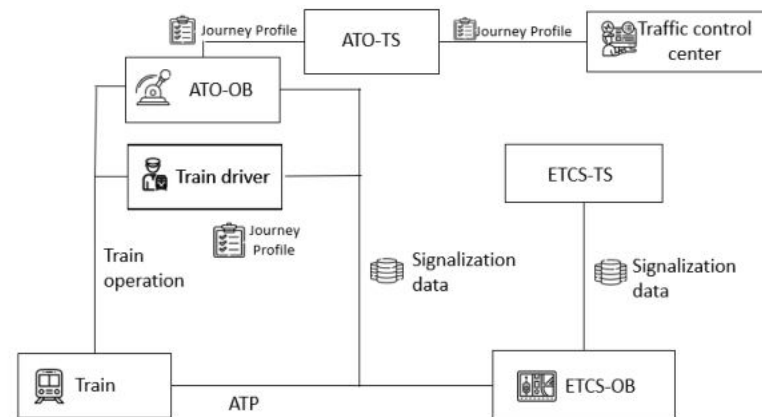 Journey Profile
ATO-TS
Journey Profile
Traffic control
center
ATO-OB
Train driver
ETCS-TS
Journey
Profile
Train
operation
Signalization
data
Signalization
data
Train
ATP
ETCS-OB